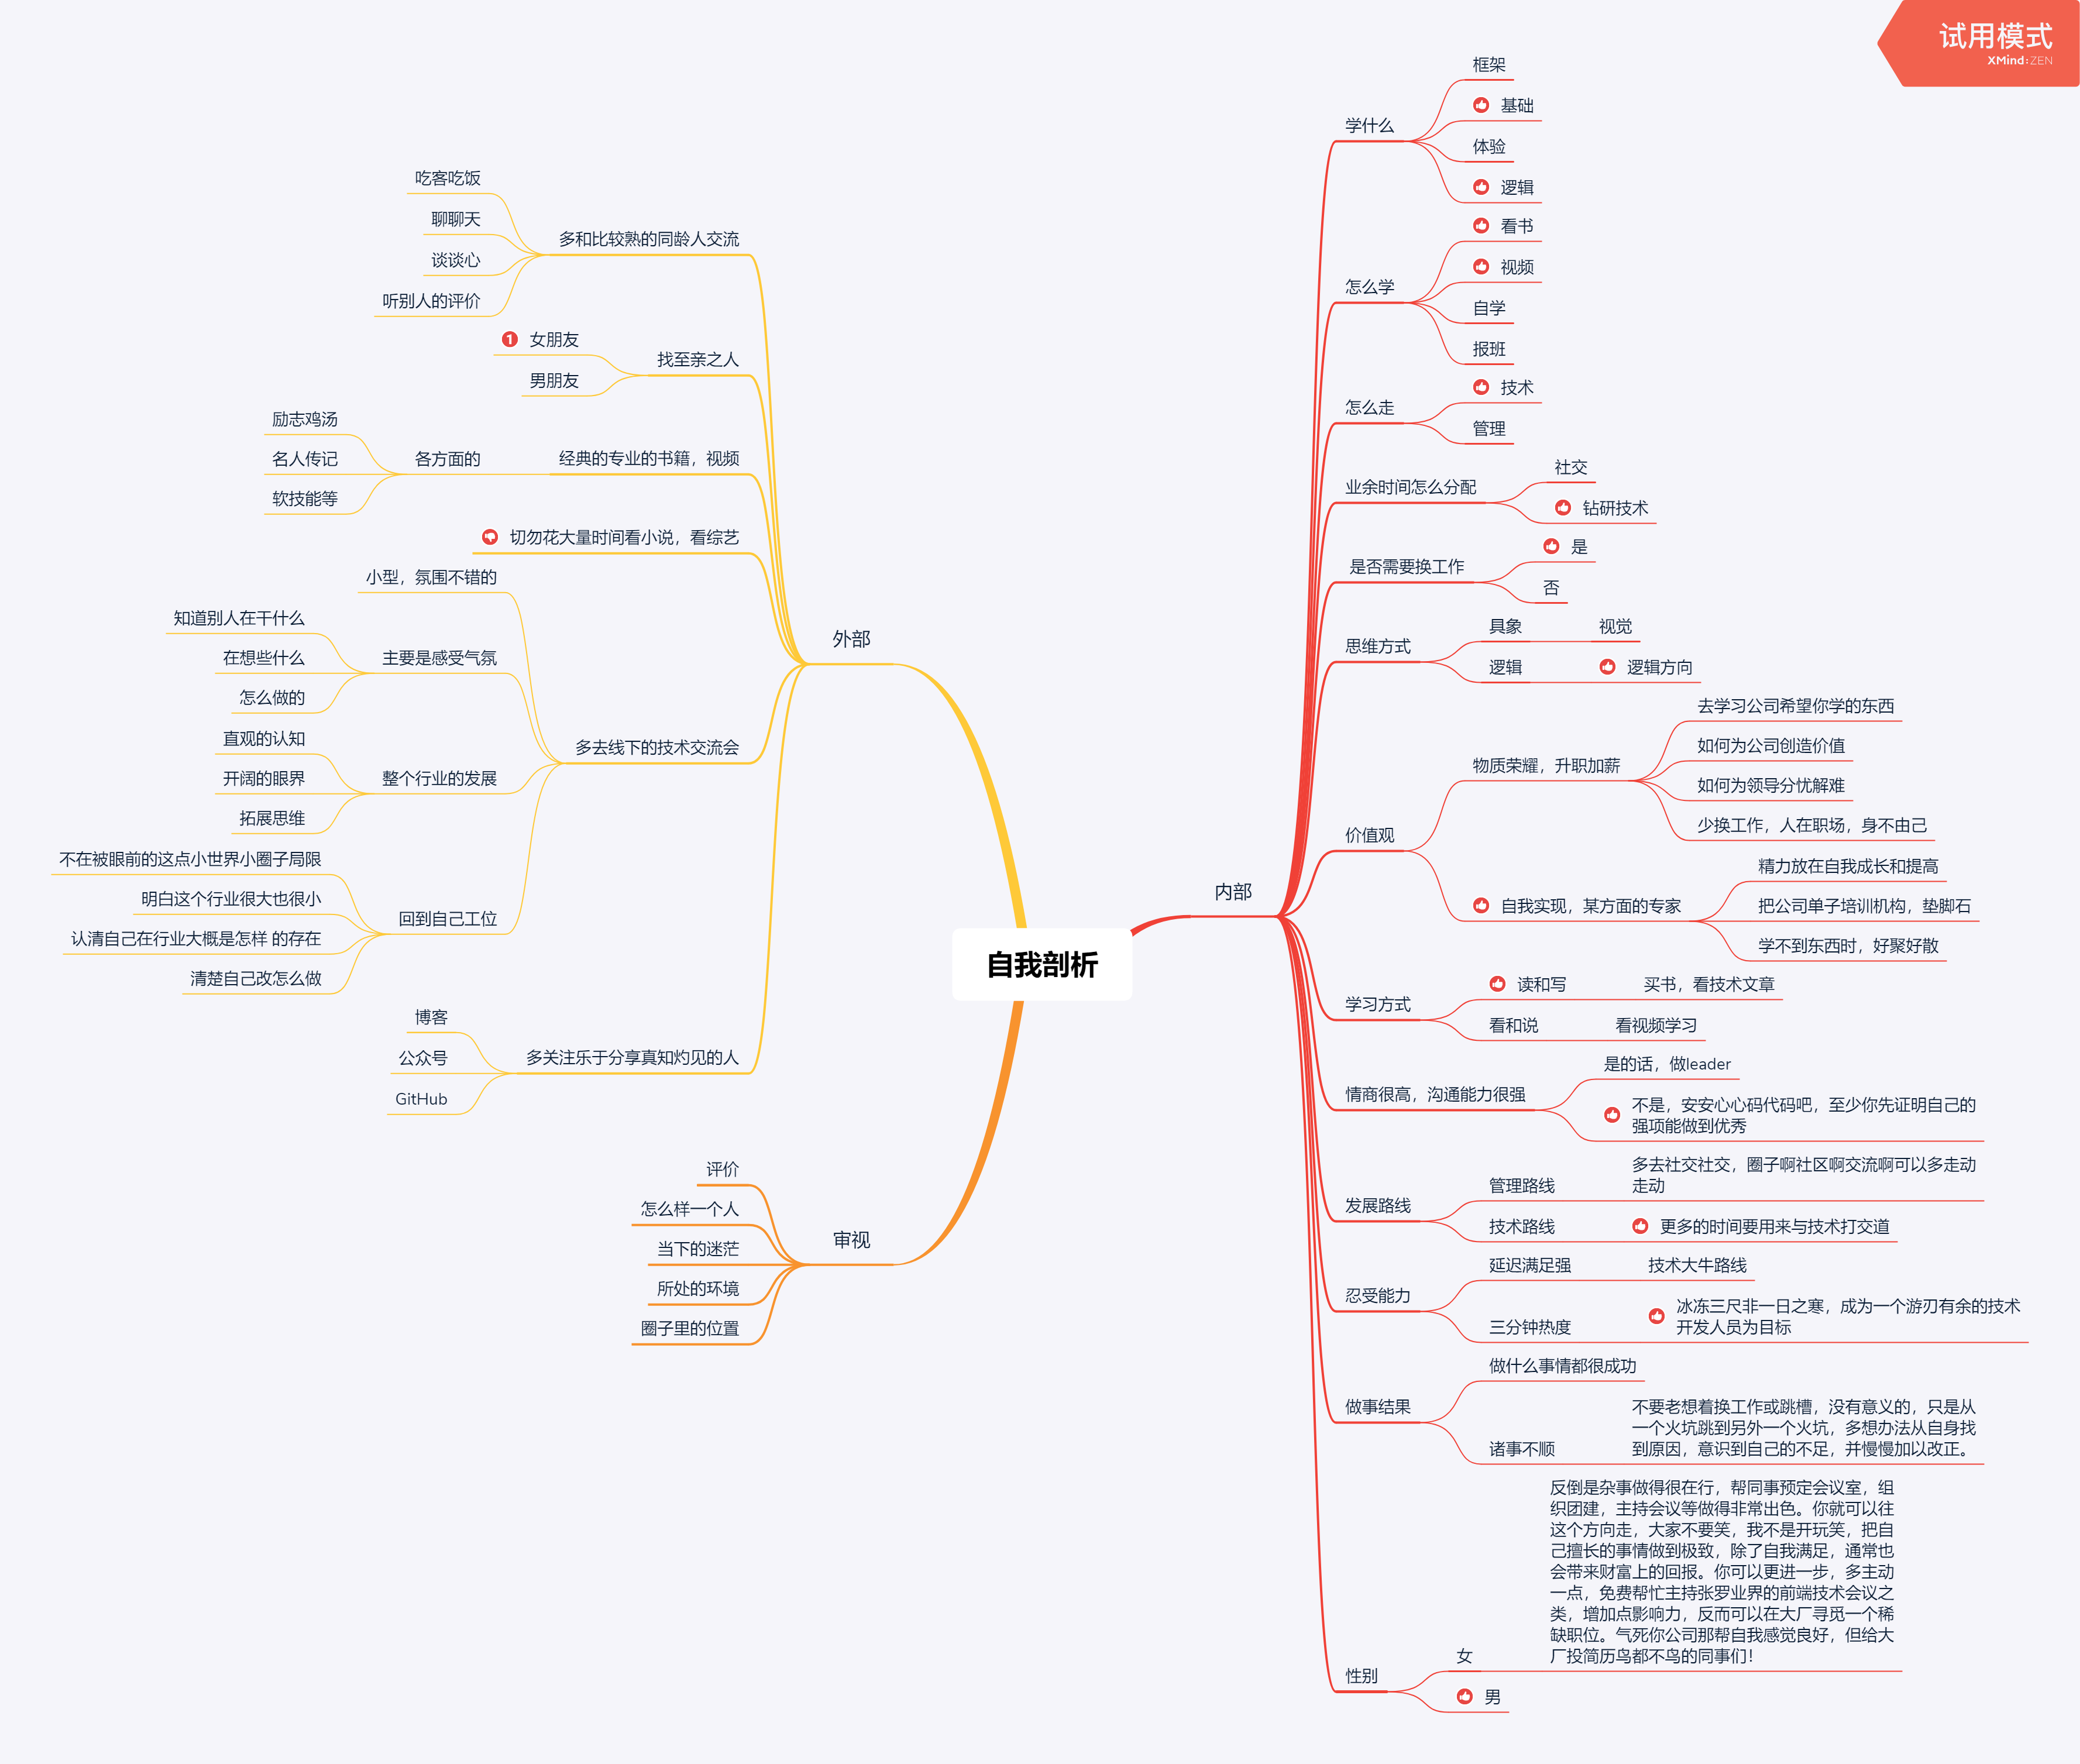 试用模式
XMind:ZEN
自我剖析
内部
学什么
框架
基础
体验
逻辑
怎么学
看书
视频
自学
报班
怎么走
技术
管理
业余时间怎么分配
社交
钻研技术
是否需要换工作
是
否
思维方式
具象
视觉
逻辑
逻辑方向
价值观
物质荣耀，升职加薪
去学习公司希望你学的东西
如何为公司创造价值
如何为领导分忧解难
少换工作，人在职场，身不由己
自我实现，某方面的专家
精力放在自我成长和提高
把公司单子培训机构，垫脚石
学不到东西时，好聚好散
学习方式
读和写
买书，看技术文章
看和说
看视频学习
情商很高，沟通能力很强
是的话，做leader
不是，安安心心码代码吧，至少你先证明自己的
强项能做到优秀
发展路线
管理路线
多去社交社交，圈子啊社区啊交流啊可以多走动
走动
技术路线
更多的时间要用来与技术打交道
忍受能力
延迟满足强
技术大牛路线
三分钟热度
冰冻三尺非一日之寒，成为一个游刃有余的技术
开发人员为目标
做事结果
做什么事情都很成功
诸事不顺
不要老想着换工作或跳槽，没有意义的，只是从
一个火坑跳到另外一个火坑，多想办法从自身找
到原因，意识到自己的不足，并慢慢加以改正。
性别
女
反倒是杂事做得很在行，帮同事预定会议室，组
织团建，主持会议等做得非常出色。你就可以往
这个方向走，大家不要笑，我不是开玩笑，把自
己擅长的事情做到极致，除了自我满足，通常也
会带来财富上的回报。你可以更进一步，多主动
一点，免费帮忙主持张罗业界的前端技术会议之
类，增加点影响力，反而可以在大厂寻觅一个稀
缺职位。气死你公司那帮自我感觉良好，但给大
厂投简历鸟都不鸟的同事们！
男
外部
多和比较熟的同龄人交流
吃客吃饭
聊聊天
谈谈心
听别人的评价
找至亲之人
1 女朋友
男朋友
经典的专业的书籍，视频
各方面的
励志鸡汤
名人传记
软技能等
切勿花大量时间看小说，看综艺
多去线下的技术交流会
小型，氛围不错的
主要是感受气氛
知道别人在干什么
在想些什么
怎么做的
整个行业的发展
直观的认知
开阔的眼界
拓展思维
回到自己工位
不在被眼前的这点小世界小圈子局限
明白这个行业很大也很小
认清自己在行业大概是怎样 的存在
清楚自己改怎么做
多关注乐于分享真知灼见的人
博客
公众号
GitHub
审视
评价
怎么样一个人
当下的迷茫
所处的环境
圈子里的位置